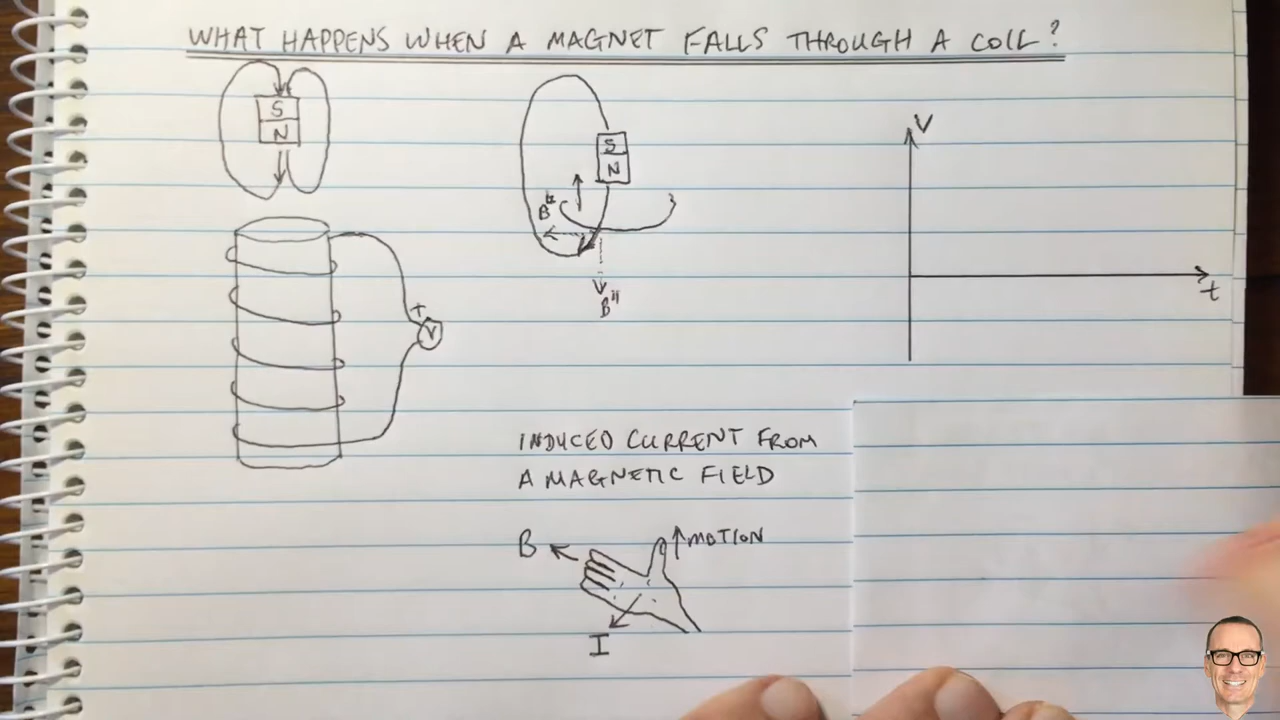 WHAT HAPPENS WHEN A MAGNET FALLS THROUGH A COIL?
S
N
+
V
S
N
B"
INDUCED CURRENT FROM
A MAGNETIC FIELD
B
MOTION
I
V
t